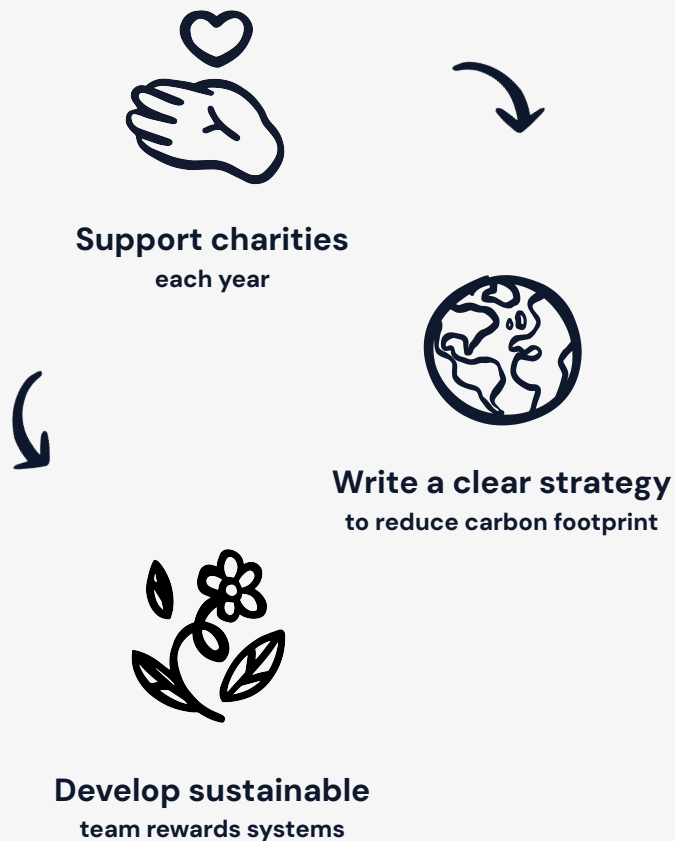 Support charities
each year
Write a clear strategy
to reduce carbon footprint
Develop sustainable
team rewards systems